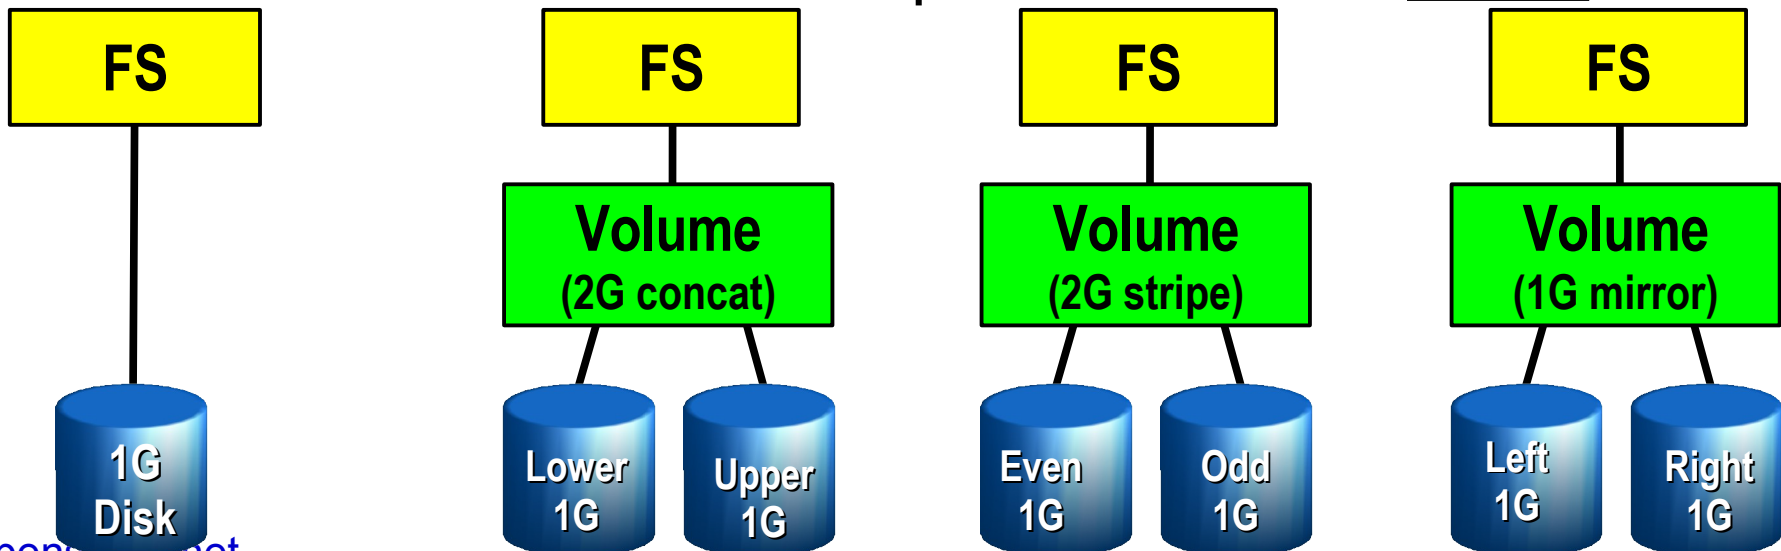 FS
FS
FS
FS
Volume
(2G concat)
Volume
(2G stripe)
Volume
(1G mirror)
1G
Disk
Lower
1G
Upper
1G
Even
1G
Odd
1G
Left
1G
Right
1G